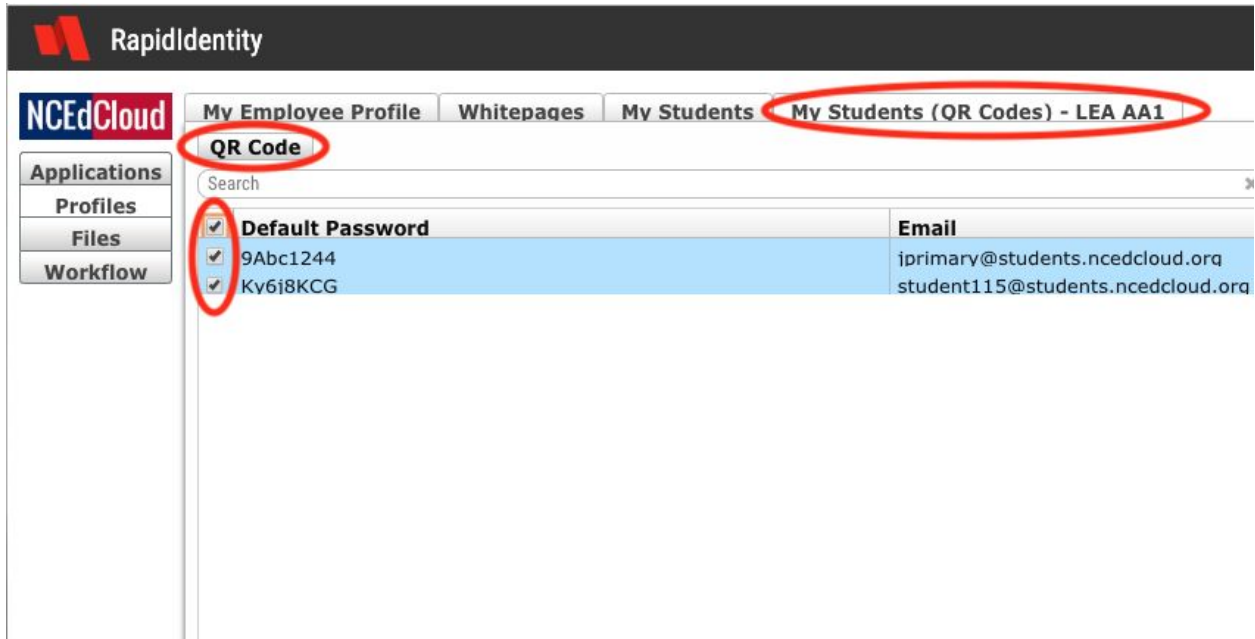 RapidIdentity
NCEdCloud
My Employee Profile Whitepages My Students My Students (QR Codes) - LEA AA1
QR Code
Applications
Profiles
Files
Workflow
Search
Default Password Email
9Abc1244 jprimary@students.ncedcloud.org
Ky6j8KCG student115@students.ncedcloud.org